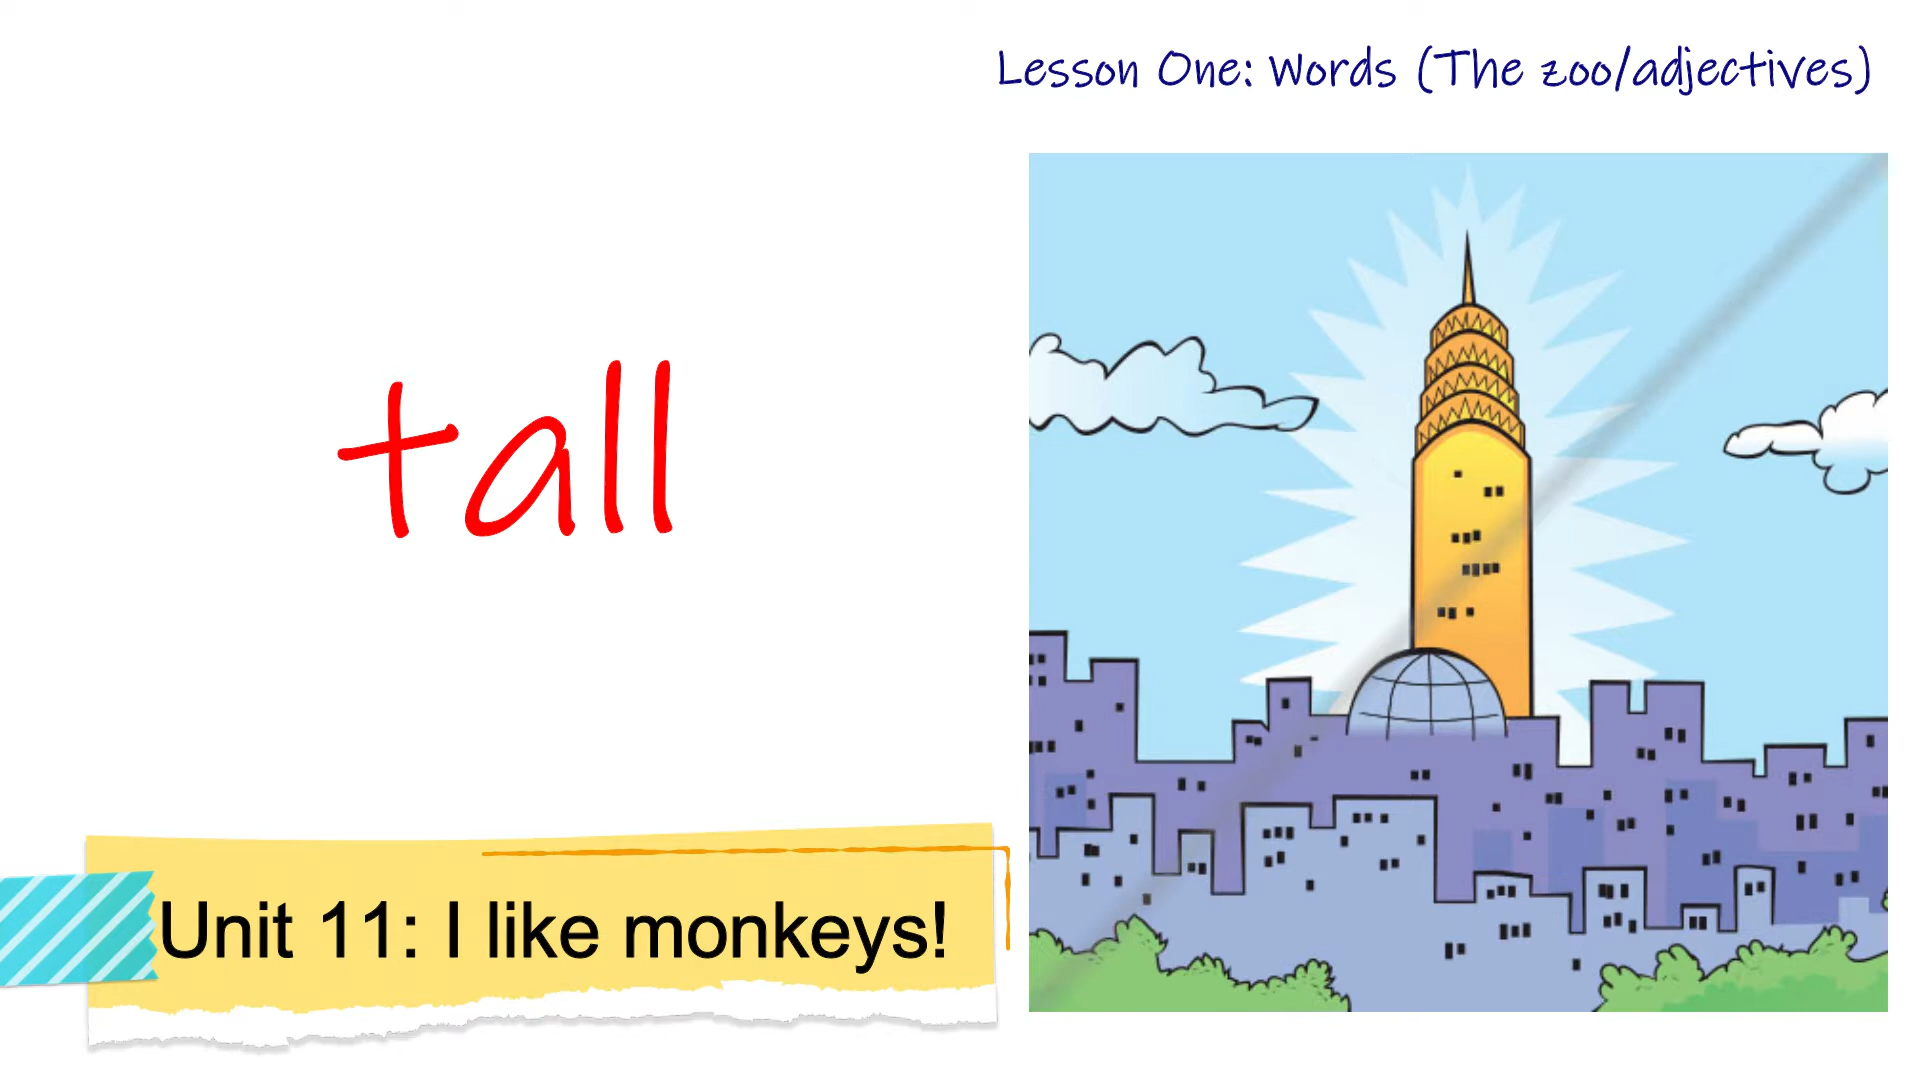 Lesson One: Words (The zoo/adjectives)
tall
Unit 11: I like monkeys!